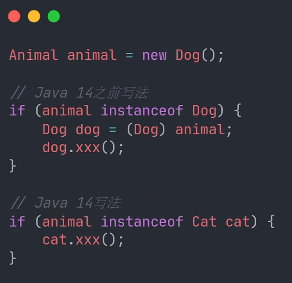 Animal animal = new Dog();
// Java 14之前写法
if (animal instanceof Dog) {
    Dog dog = (Dog) animal;
    dog.xxx();
}
// Java 14写法
if (animal instanceof Cat cat) {
    cat.xxx();
}